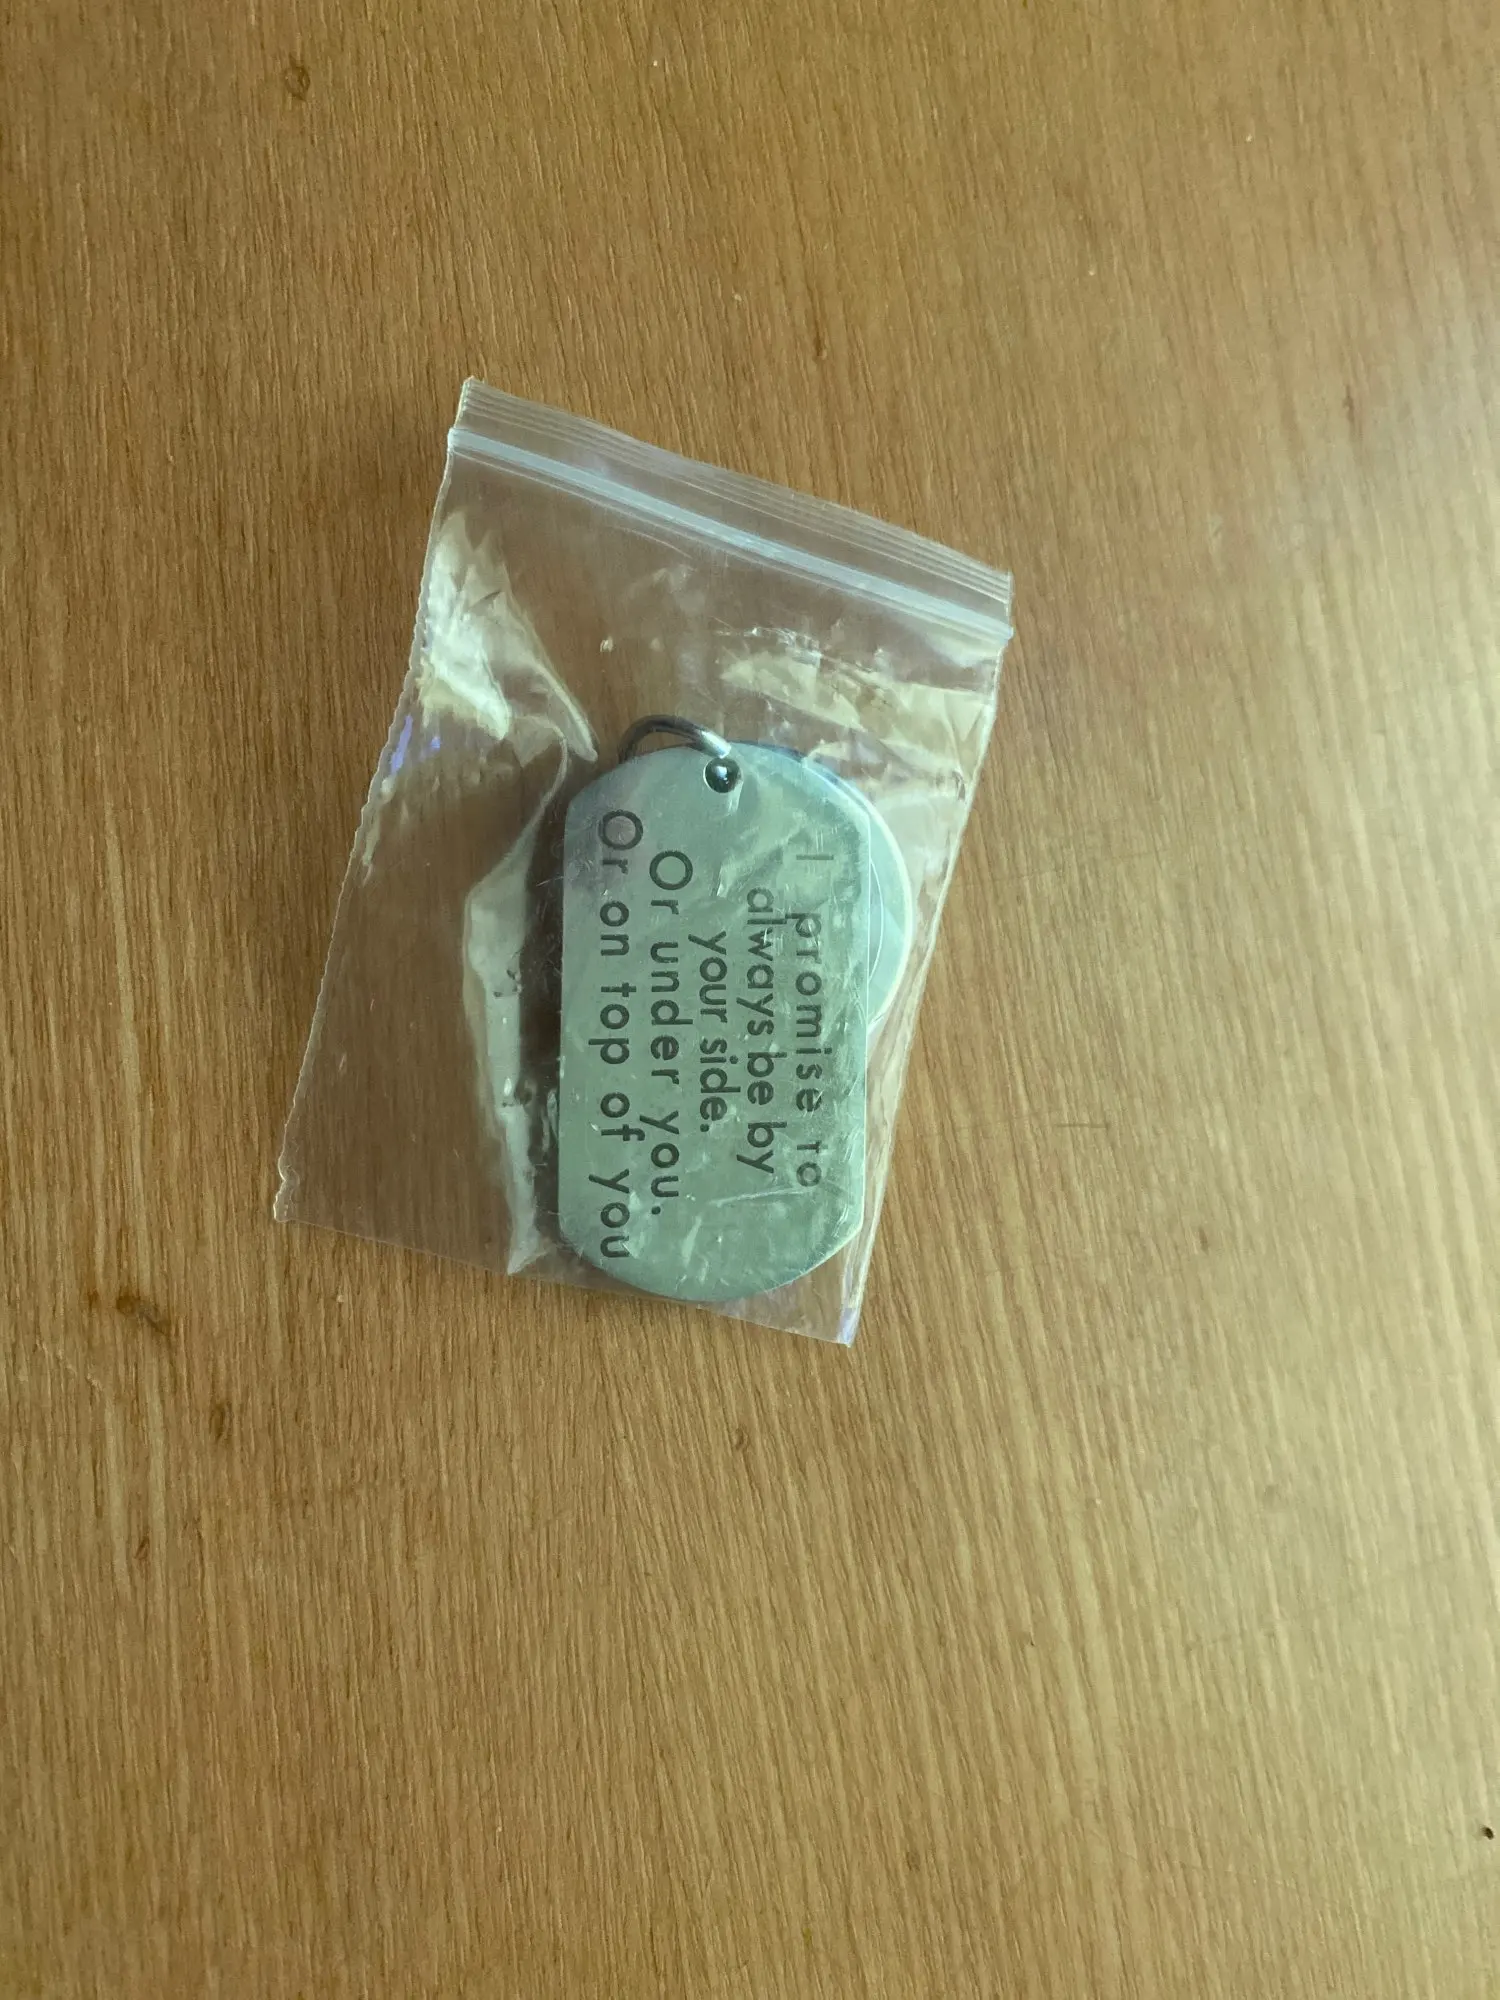 I promise to
always be by
your side.
Or under you.
Or on top of you